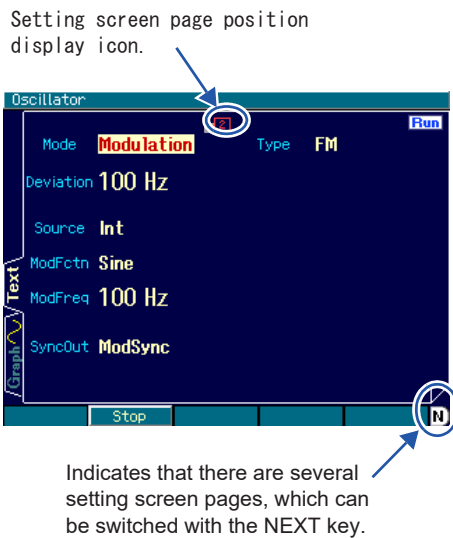 Setting screen page position
display icon.
Oscillator
2
Run
Mode Modulation Type FM
Deviation 100 Hz
Source Int
ModFctn Sine
ModFreq 100 Hz
SyncOut ModSync
Text
Graph
Stop
N
Indicates that there are several
setting screen pages, which can
be switched with the NEXT key.